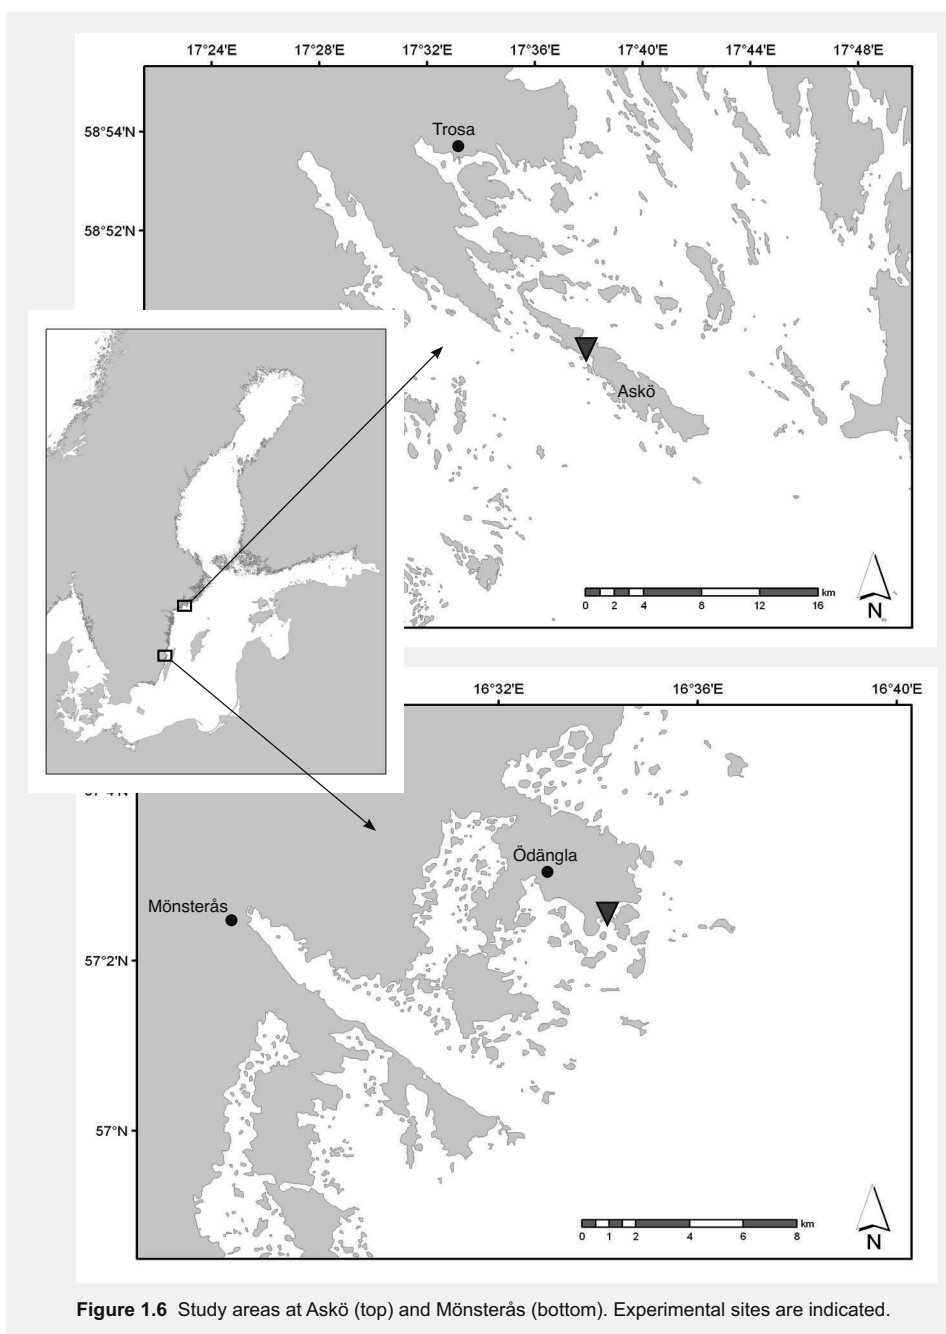 17°24'E 17°28'E 17°32'E 17°36'E 17°40'E 17°44'E 17°48'E
58°54'N
Trosa
58°52'N
Askö
km
0 1 2 4 8 12 16
N
16°32'E 16°36'E 16°40'E
Ödängla
Mönsterås
57°2'N
57°N
km
0 1 2 4 6 8
N
Figure 1.6 Study areas at Askö (top) and Mönsterås (bottom). Experimental sites are indicated.